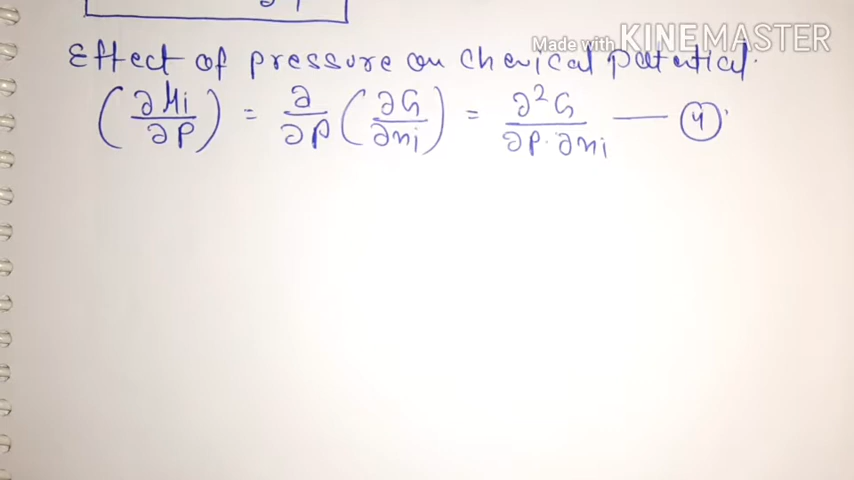 Made with KINEMASTER
Effect of pressure on chemical potential.
(∂μi/∂P) = ∂/∂P (∂G/∂ni) = ∂²G/∂P·∂ni —— (4)